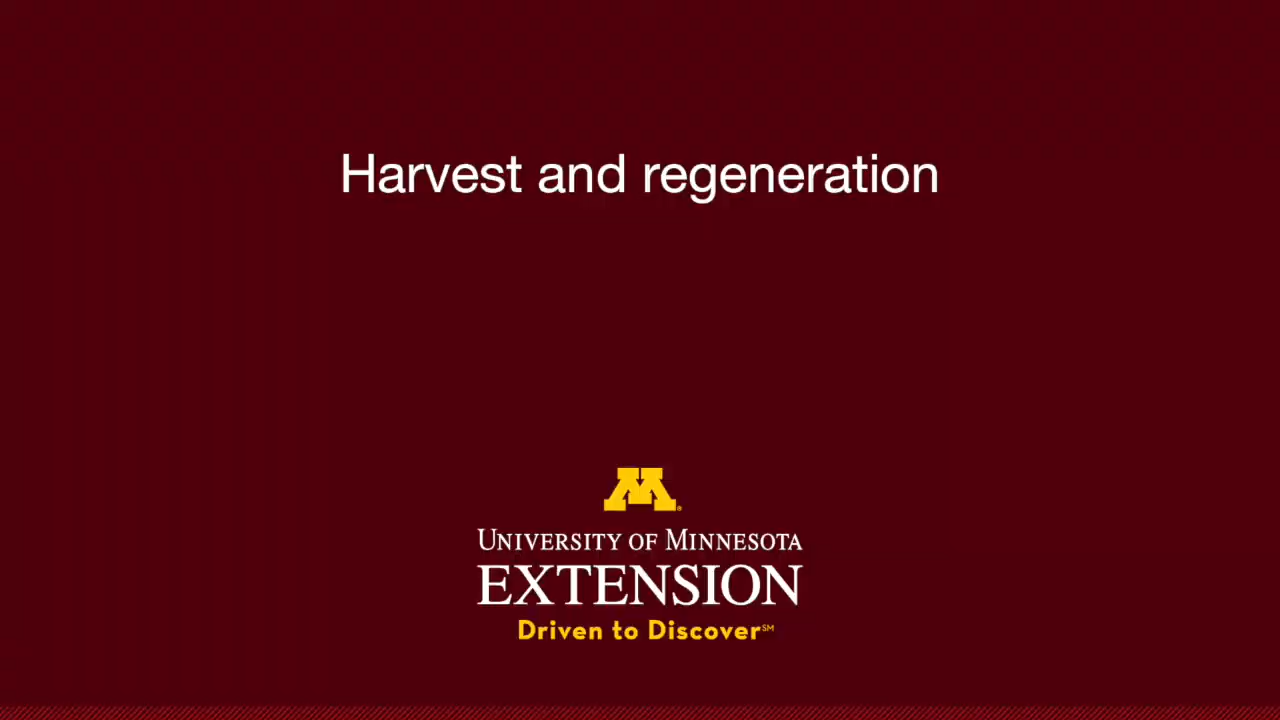 Harvest and regeneration
M®
UNIVERSITY OF MINNESOTA
EXTENSION
Driven to Discover℠